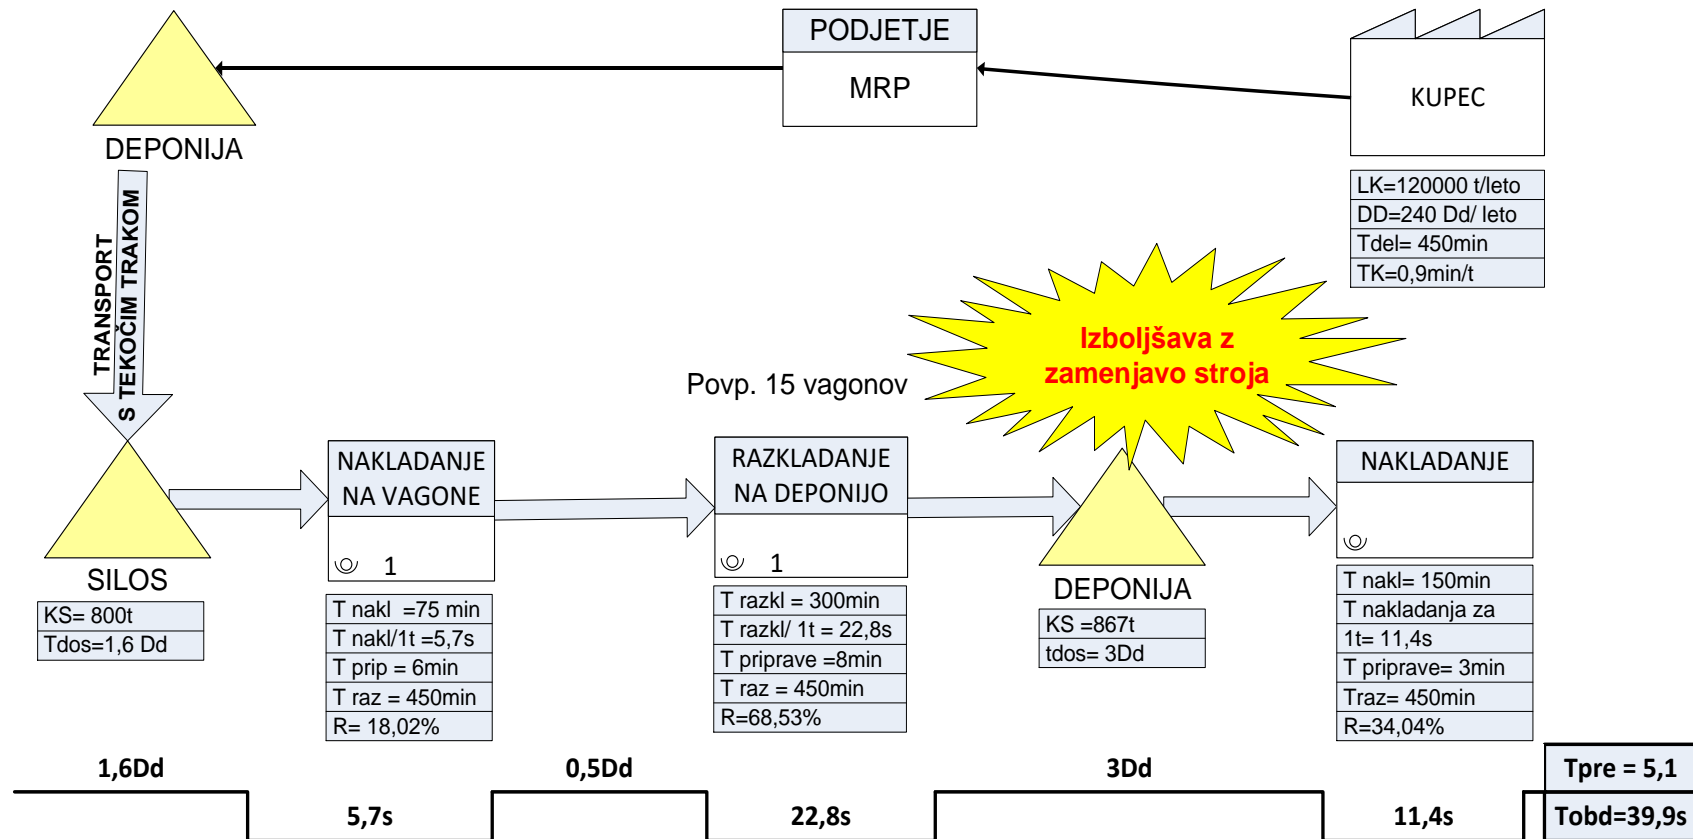 PODJETJE
MRP
KUPEC
DEPONIJA
LK=120000 t/leto
DD=240 Dd/ leto
Tdel= 450min
TK=0,9min/t
TRANSPORT
S TEKOČIM TRAKOM
Izboljšava z
zamenjavo stroja
Povp. 15 vagonov
SILOS
KS= 800t
Tdos=1,6 Dd
NAKLADANJE
NA VAGONE
1
T nakl =75 min
T nakl/1t =5,7s
T prip = 6min
T raz = 450min
R= 18,02%
RAZKLADANJE
NA DEPONIJO
1
T razkl = 300min
T razkl/ 1t = 22,8s
T priprave =8min
T raz = 450min
R=68,53%
DEPONIJA
KS =867t
tdos= 3Dd
NAKLADANJE
T nakl= 150min
T nakladanja za
1t= 11,4s
T priprave= 3min
Traz= 450min
R=34,04%
1,6Dd
0,5Dd
3Dd
Tpre = 5,1
5,7s
22,8s
11,4s
Tobd=39,9s